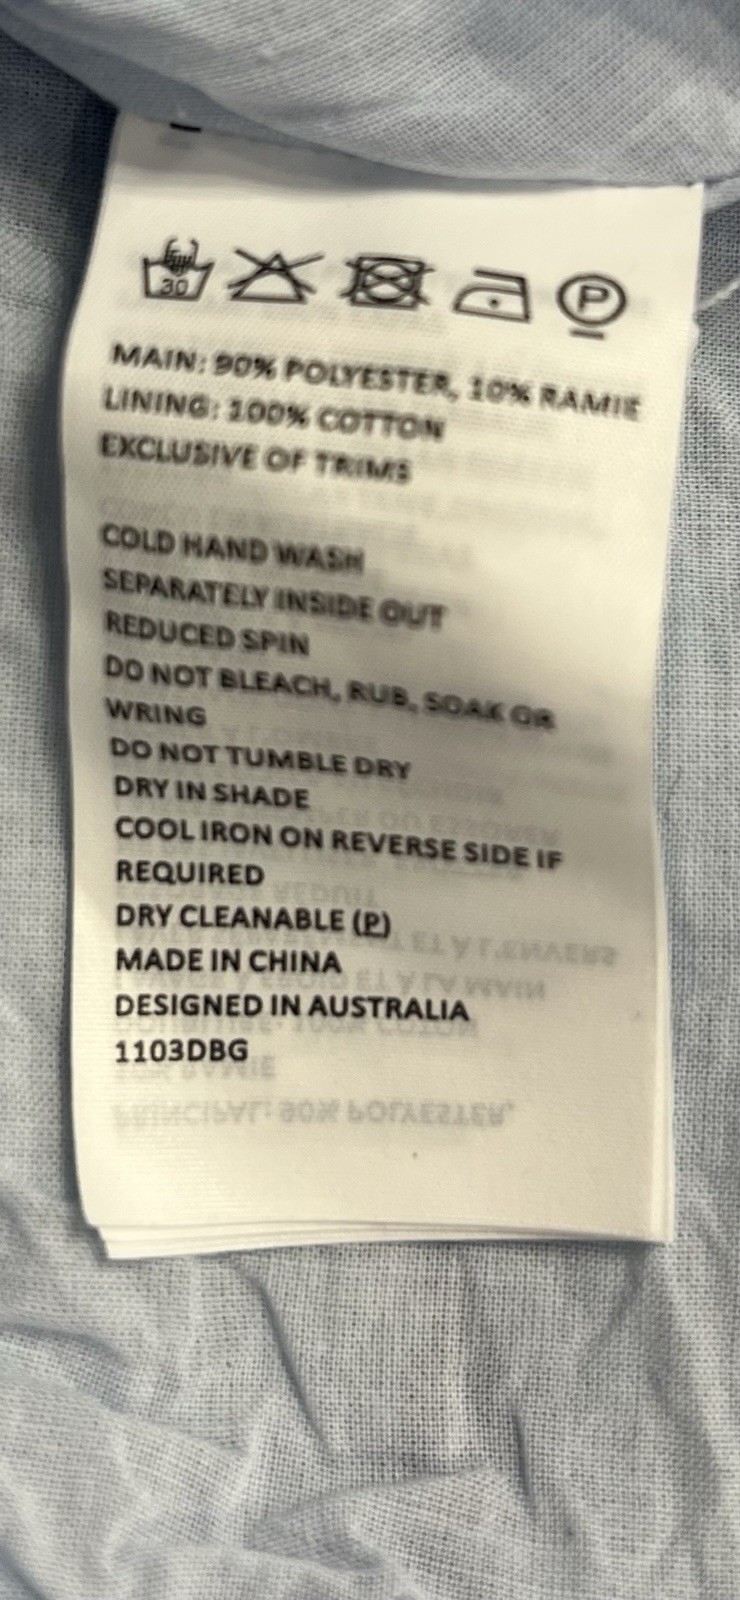 30
P
MAIN: 90% POLYESTER, 10% RAMIE
LINING: 100% COTTON
EXCLUSIVE OF TRIMS
COLD HAND WASH
SEPARATELY INSIDE OUT
REDUCED SPIN
DO NOT BLEACH, RUB, SOAK OR
WRING
DO NOT TUMBLE DRY
DRY IN SHADE
COOL IRON ON REVERSE SIDE IF
REQUIRED
DRY CLEANABLE (P)
MADE IN CHINA
DESIGNED IN AUSTRALIA
1103DBG